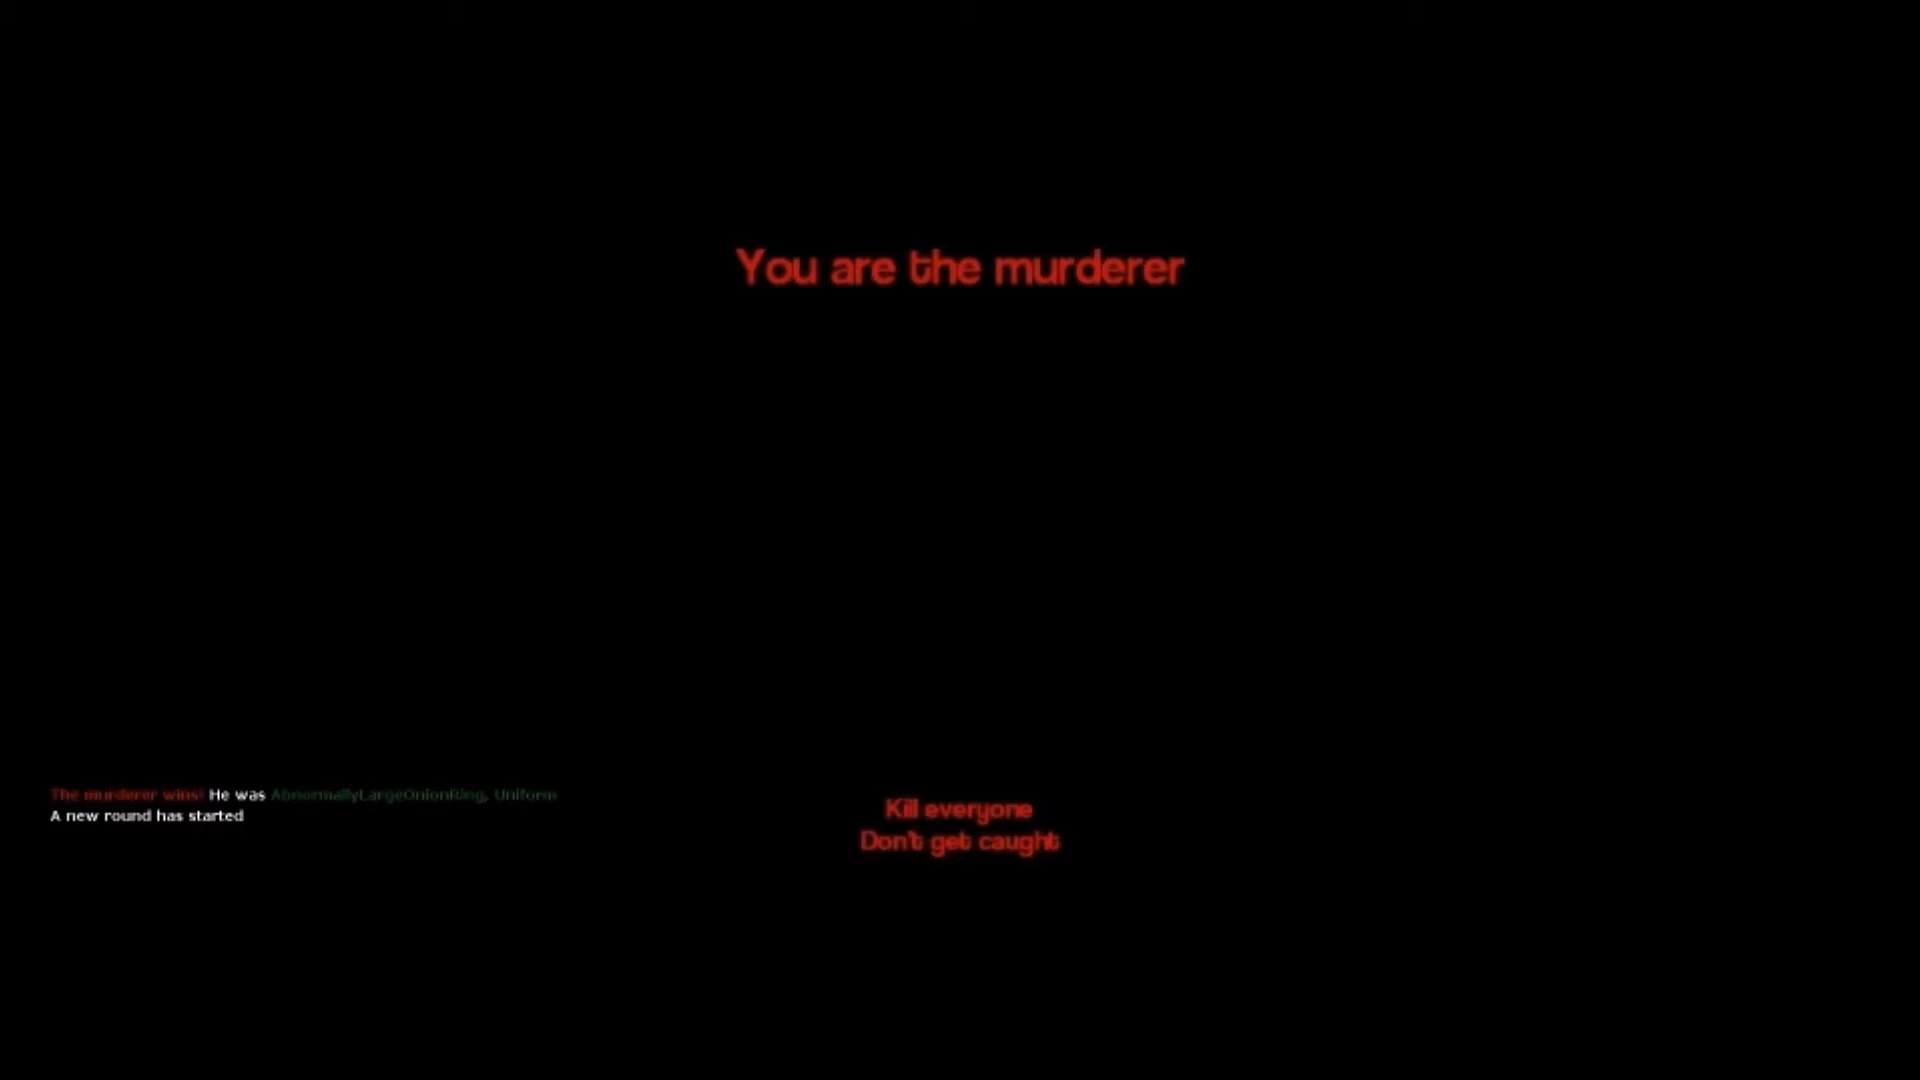 You are the murderer
The murderer wins! He was AbnormallyLargeOnionRing, Uniform
A new round has started
Kill everyone
Don't get caught